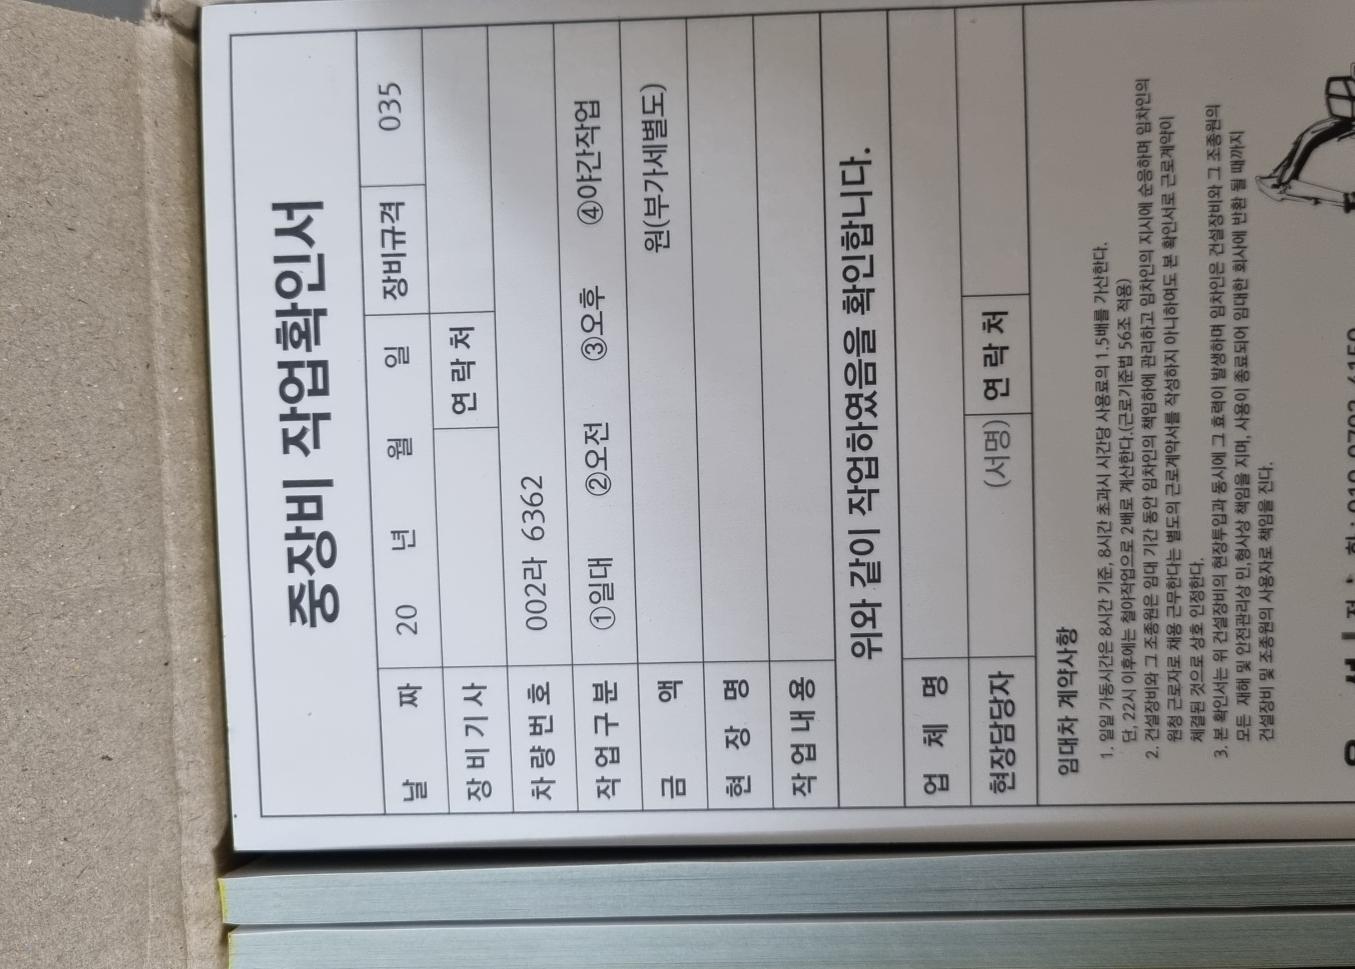 중장비 작업확인서
날 짜 20 년 월 일 장비규격 035
장비기사 연락처
차량번호 002라 6362
작업구분 ①일대 ②오전 ③오후 ④야간작업
금 액 원(부가세별도)
현 장 명
작업내용
위와 같이 작업하였음을 확인합니다.
업 체 명
현장담당자 (서명) 연락처
임대차 계약사항
1. 일일 가동시간은 8시간 기준, 8시간 초과시 시간당 사용료의 1.5배를 가산한다.
단, 22시 이후에는 철야작업으로 2배로 계산한다.(근로기준법 56조 적용)
2. 건설장비와 그 조종원은 임대 기간 동안 임차인의 책임하에 관리하고 임차인의 지시에 순응하며 임차인의
원청 근로자로 채용 근무한다는 별도의 근로계약서를 작성하지 아니하여도 본 확인서로 근로계약이
체결된 것으로 상호 인정한다.
3. 본 확인서는 위 건설장비의 현장투입과 동시에 그 효력이 발생하며 임차인은 건설장비와 그 조종원의
모든 재해 및 안전관리상 민,형사상 책임을 지며, 사용이 종료되어 임대한 회사에 반환 될 때까지
건설장비 및 조종원의 사용자로 책임을 진다.